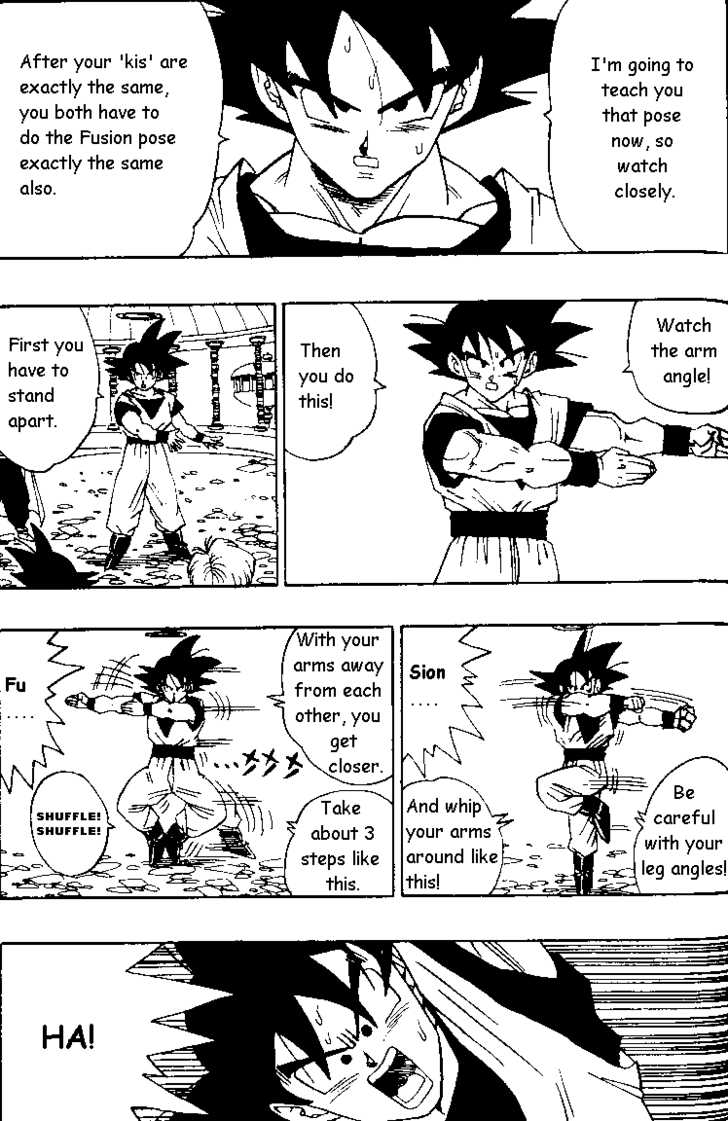 After your 'kis' are
exactly the same,
you both have to
do the Fusion pose
exactly the same
also.
I'm going to
teach you
that pose
now, so
watch
closely.
First you
have to
stand
apart.
Then
you do
this!
Watch
the arm
angle!
Fu
....
With your
arms away
from each
other, you
get
closer.
SHUFFLE!
SHUFFLE!
Take
about 3
steps like
this.
Sion
....
And whip
your arms
around like
this!
Be
careful
with your
leg angles!
HA!